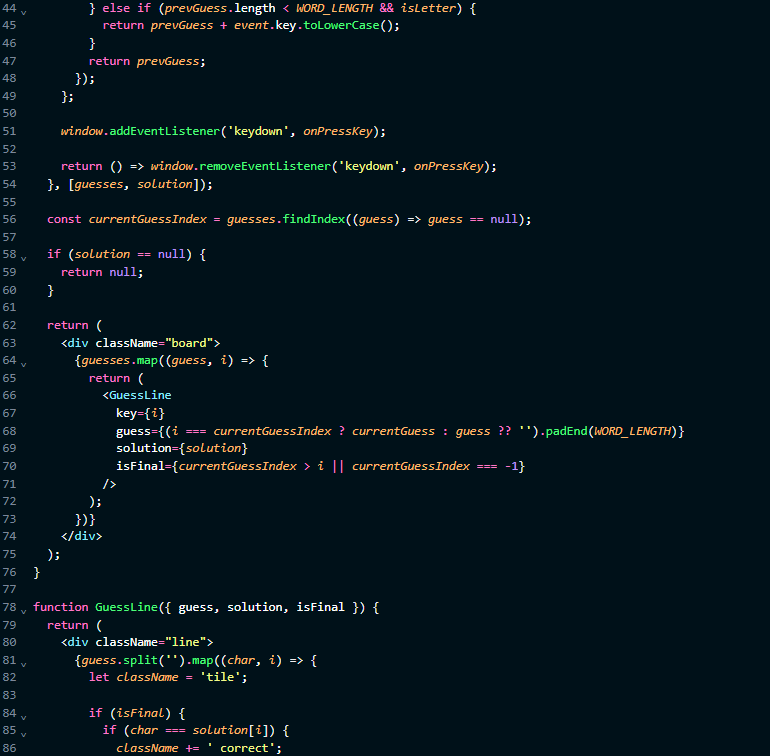 44 } else if (prevGuess.length < WORD_LENGTH && isLetter) {
45 return prevGuess + event.key.toLowerCase();
46 }
47 return prevGuess;
48 });
49 };
50
51 window.addEventListener('keydown', onPressKey);
52
53 return () => window.removeEventListener('keydown', onPressKey);
54 }, [guesses, solution]);
55
56 const currentGuessIndex = guesses.findIndex((guess) => guess == null);
57
58 if (solution == null) {
59 return null;
60 }
61
62 return (
63 <div className="board">
64 {guesses.map((guess, i) => {
65 return (
66 <GuessLine
67 key={i}
68 guess={(i === currentGuessIndex ? currentGuess : guess ?? '').padEnd(WORD_LENGTH)}
69 solution={solution}
70 isFinal={currentGuessIndex > i || currentGuessIndex === -1}
71 />
72 );
73 })}
74 </div>
75 );
76 }
77
78 function GuessLine({ guess, solution, isFinal }) {
79 return (
80 <div className="line">
81 {guess.split('').map((char, i) => {
82 let className = 'tile';
83
84 if (isFinal) {
85 if (char === solution[i]) {
86 className += ' correct';